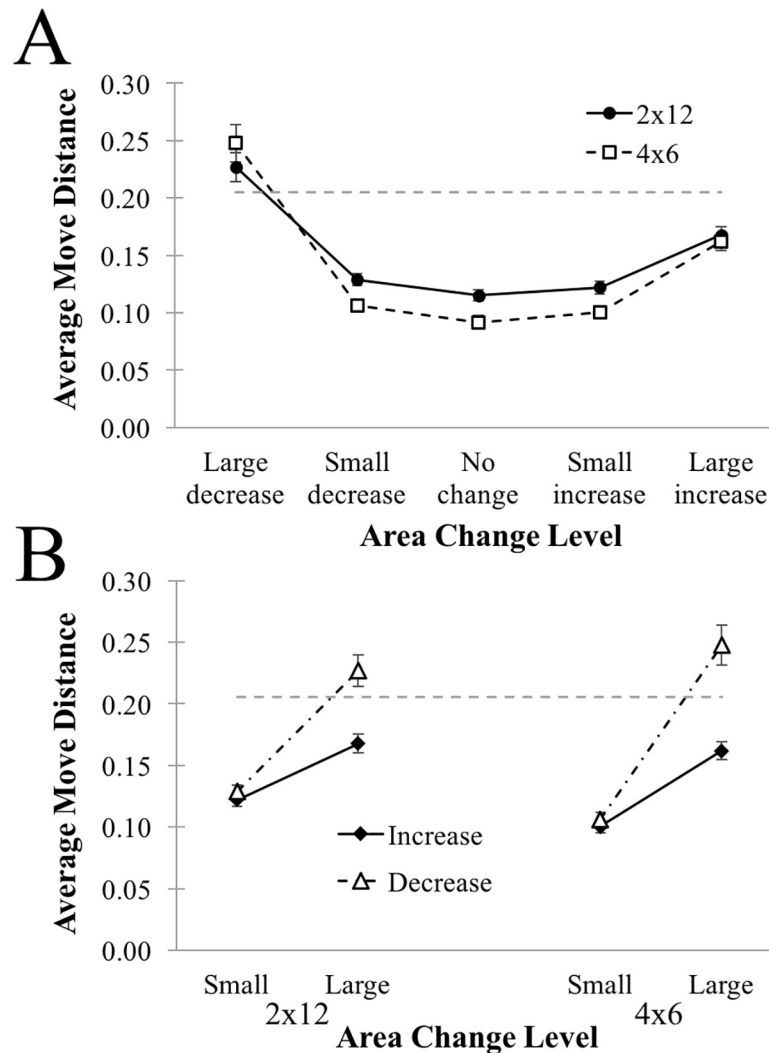 A
Average Move Distance
0.30
0.25
0.20
0.15
0.10
0.05
0.00
2x12
4x6
Large decrease
Small decrease
No change
Small increase
Large increase
Area Change Level
B
Average Move Distance
0.30
0.25
0.20
0.15
0.10
0.05
0.00
Increase
Decrease
Small Large Small Large
2x12 4x6
Area Change Level